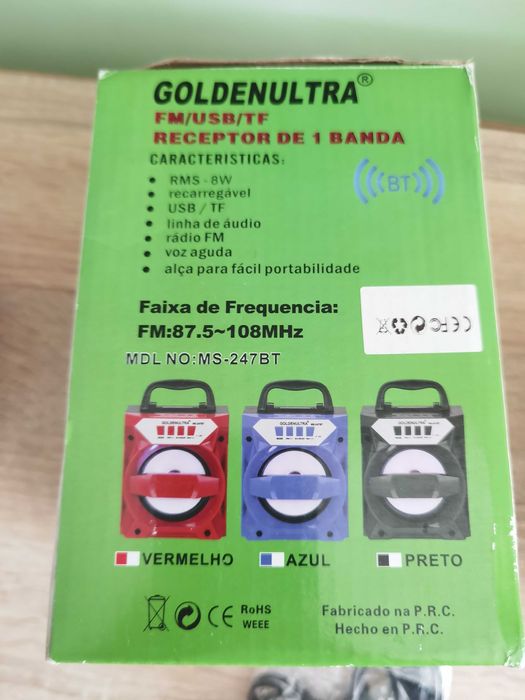 GOLDENULTRA®
FM/USB/TF
RECEPTOR DE 1 BANDA
CARACTERISTICAS:
• RMS - 8W
• recarregável
• USB / TF
• linha de áudio
• rádio FM
• voz aguda
• alça para fácil portabilidade
BT
Faixa de Frequencia:
FM:87.5~108MHz
CE FC
MDL NO:MS-247BT
GOLDENULTRA
GOLDENULTRA
GOLDENULTRA
VERMELHO
AZUL
PRETO
CE
RoHS
WEEE
Fabricado na P.R.C.
Hecho en P.R.C.